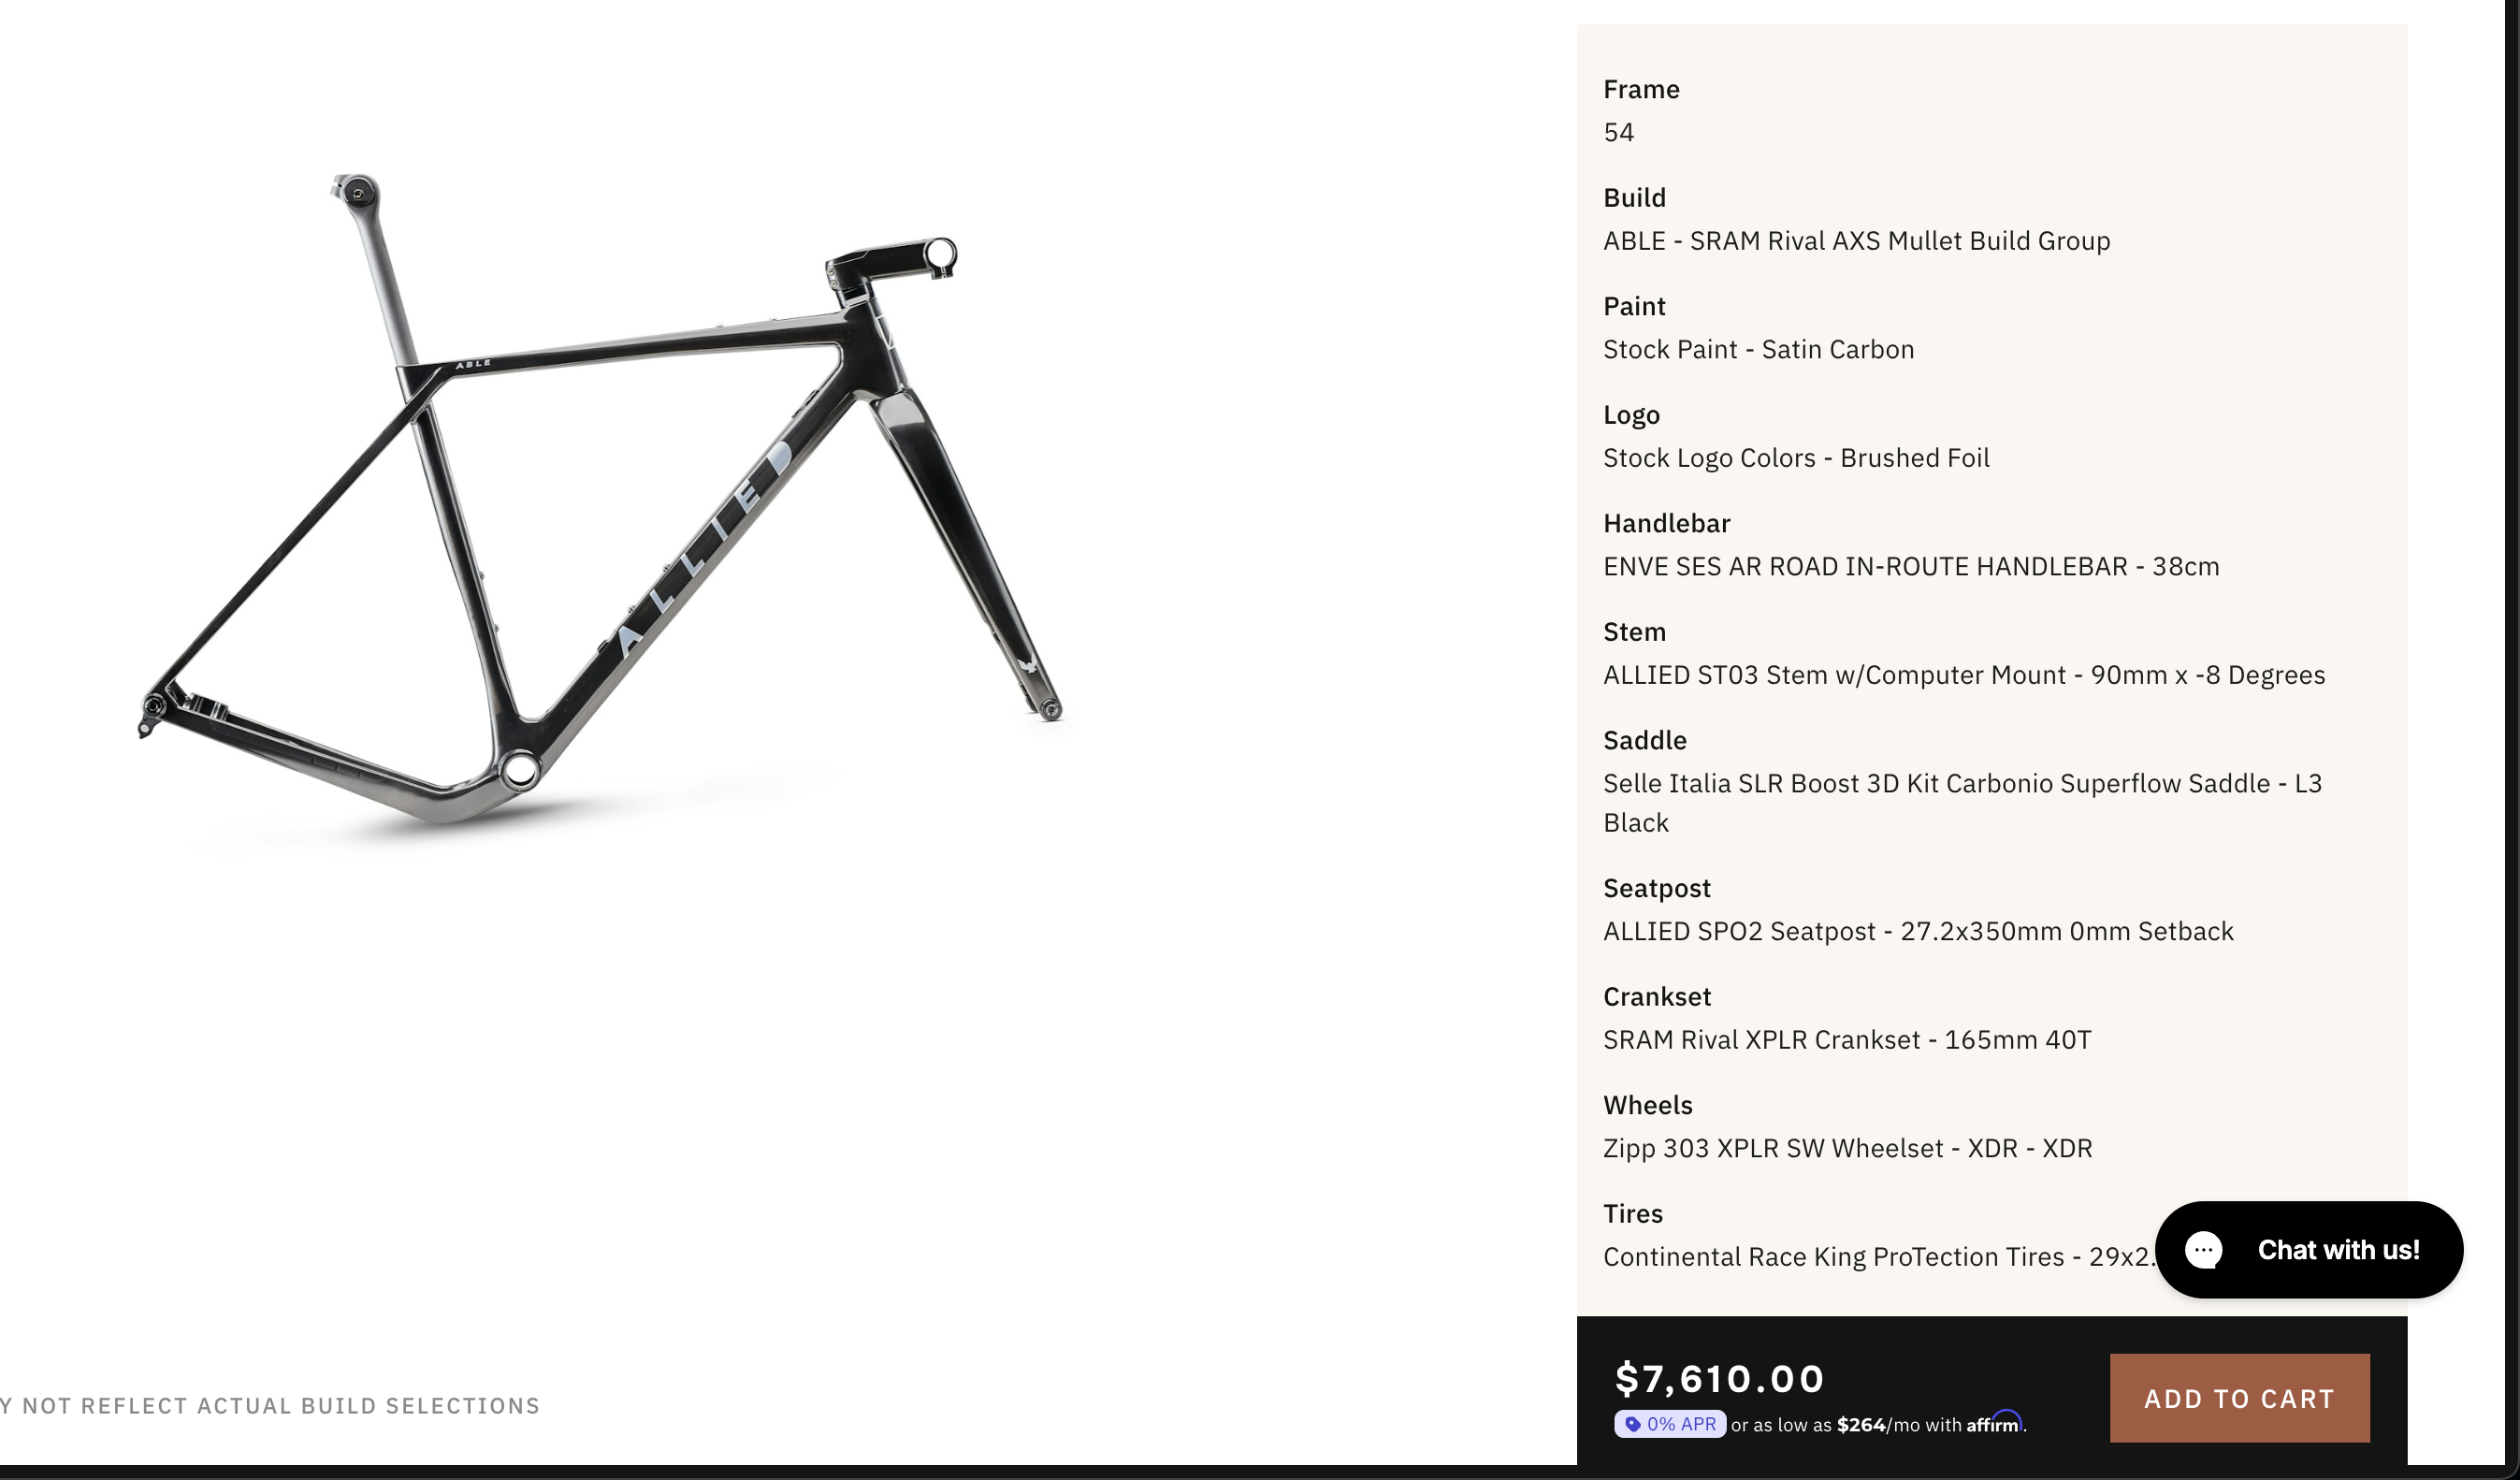 ABLE
ALLIED
Y NOT REFLECT ACTUAL BUILD SELECTIONS
Frame
54
Build
ABLE - SRAM Rival AXS Mullet Build Group
Paint
Stock Paint - Satin Carbon
Logo
Stock Logo Colors - Brushed Foil
Handlebar
ENVE SES AR ROAD IN-ROUTE HANDLEBAR - 38cm
Stem
ALLIED ST03 Stem w/Computer Mount - 90mm x -8 Degrees
Saddle
Selle Italia SLR Boost 3D Kit Carbonio Superflow Saddle - L3
Black
Seatpost
ALLIED SPO2 Seatpost - 27.2x350mm 0mm Setback
Crankset
SRAM Rival XPLR Crankset - 165mm 40T
Wheels
Zipp 303 XPLR SW Wheelset - XDR - XDR
Tires
Continental Race King ProTection Tires - 29x2.
Chat with us!
$7,610.00
0% APR or as low as $264/mo with affirm.
ADD TO CART